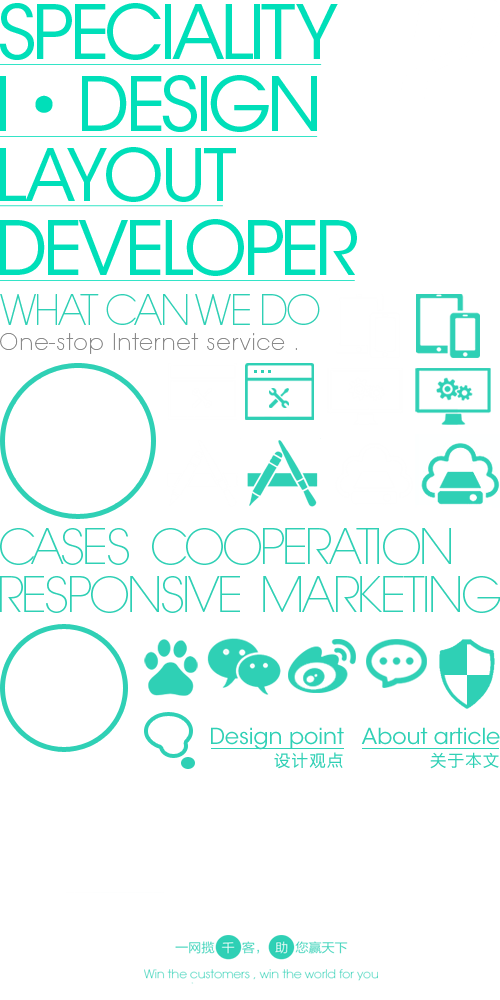 SPECIALITY
I • DESIGN
LAYOUT
DEVELOPER
WHAT CAN WE DO
One-stop Internet service .
CASES COOPERATION
RESPONSIVE MARKETING
Design point
设计观点
About article
关于本文
一网揽千客，助您赢天下
Win the customers , win the world for you